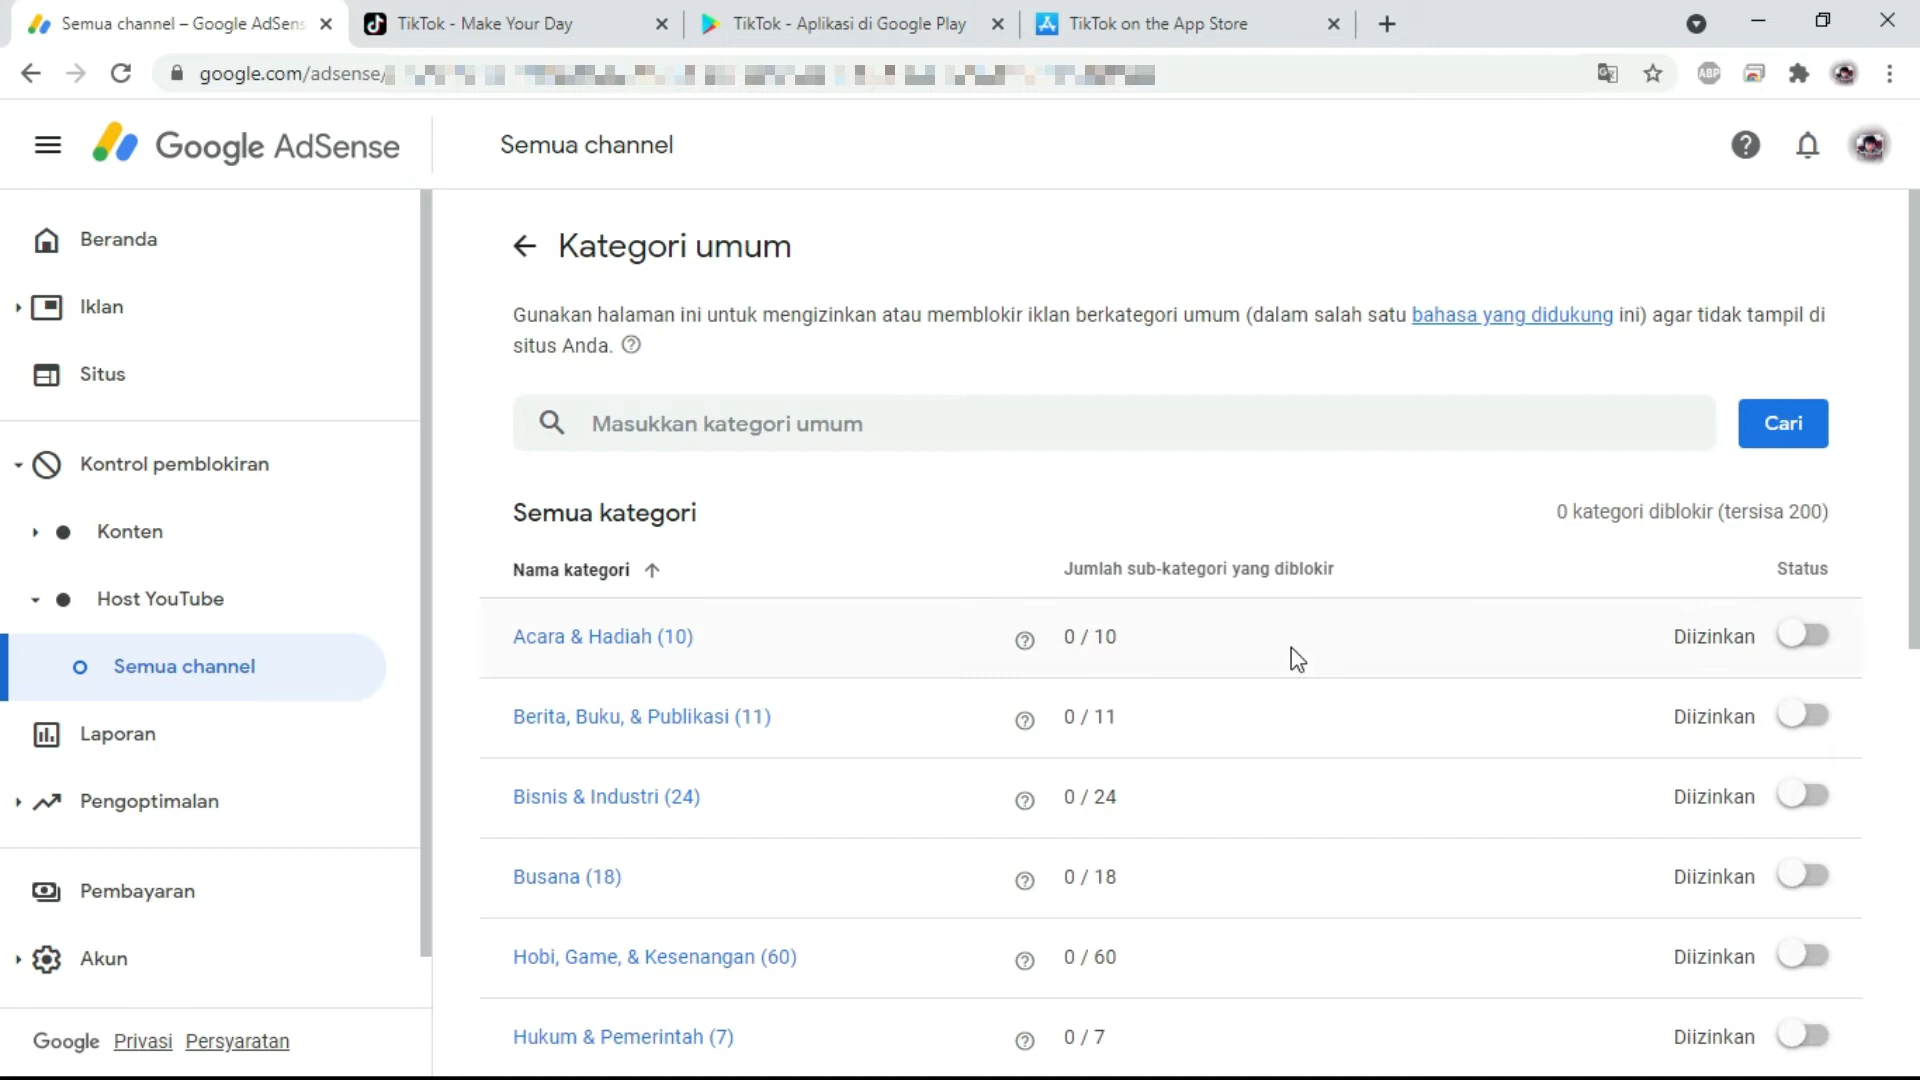 Semua channel – Google AdSens
TikTok - Make Your Day
TikTok - Aplikasi di Google Play
TikTok on the App Store
google.com/adsense/
ABP
Google AdSense
Semua channel
Beranda
Iklan
Situs
Kontrol pemblokiran
Konten
Host YouTube
Semua channel
Laporan
Pengoptimalan
Pembayaran
Akun
Google Privasi Persyaratan
Kategori umum
Gunakan halaman ini untuk mengizinkan atau memblokir iklan berkategori umum (dalam salah satu bahasa yang didukung ini) agar tidak tampil di
situs Anda.
Masukkan kategori umum
Cari
Semua kategori
0 kategori diblokir (tersisa 200)
Nama kategori Jumlah sub-kategori yang diblokir Status
Acara & Hadiah (10) 0 / 10 Diizinkan
Berita, Buku, & Publikasi (11) 0 / 11 Diizinkan
Bisnis & Industri (24) 0 / 24 Diizinkan
Busana (18) 0 / 18 Diizinkan
Hobi, Game, & Kesenangan (60) 0 / 60 Diizinkan
Hukum & Pemerintah (7) 0 / 7 Diizinkan